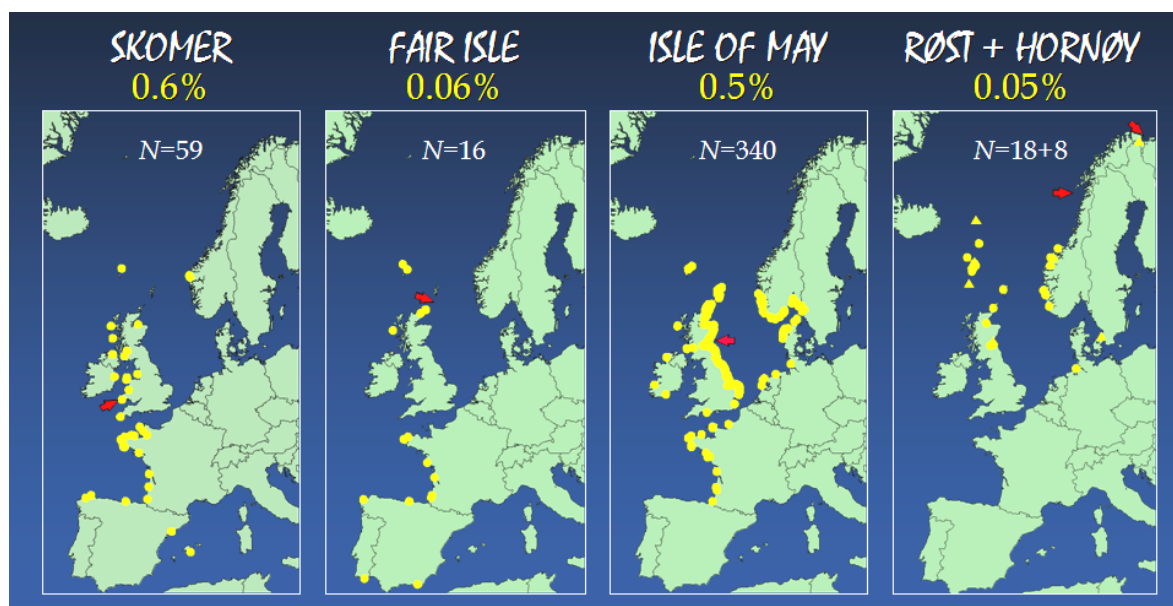 SKOMER
0.6%
N=59
FAIR ISLE
0.06%
N=16
ISLE OF MAY
0.5%
N=340
RØST + HORNØY
0.05%
N=18+8